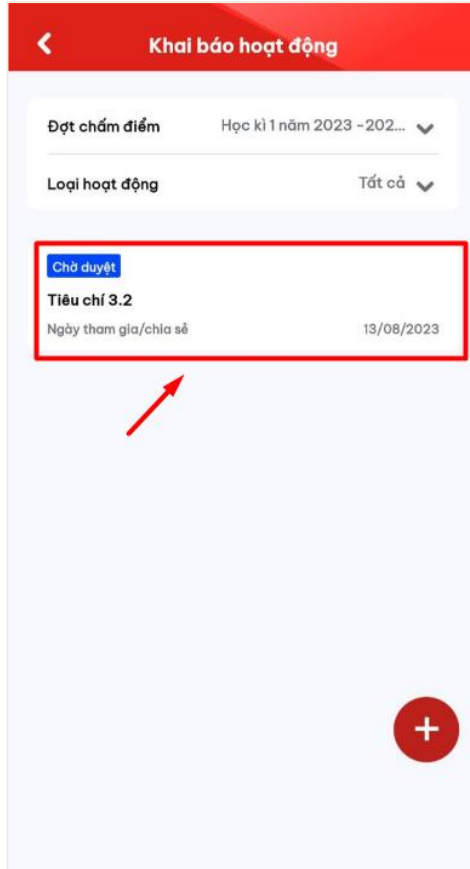 Khai báo hoạt động
Đợt chấm điểm Học kì 1 năm 2023 -202...
Loại hoạt động Tất cả
Chờ duyệt
Tiêu chí 3.2
Ngày tham gia/chia sẻ 13/08/2023